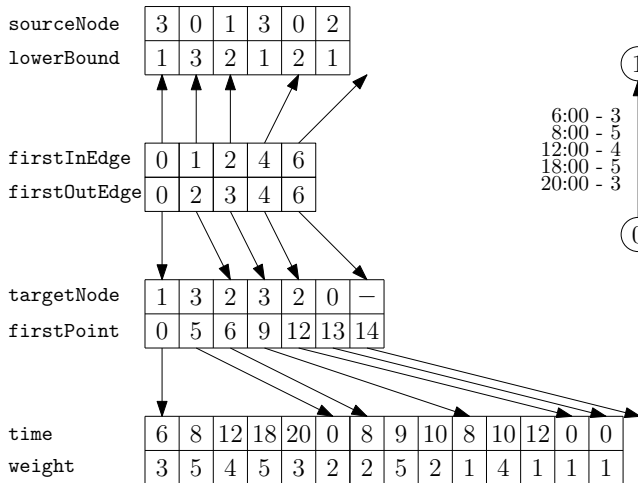 sourceNode 3 0 1 3 0 2
lowerBound 1 3 2 1 2 1
1
6:00 - 3
8:00 - 5
12:00 - 4
18:00 - 5
20:00 - 3
0
firstInEdge 0 1 2 4 6
firstOutEdge 0 2 3 4 6
targetNode 1 3 2 3 2 0 –
firstPoint 0 5 6 9 12 13 14
time 6 8 12 18 20 0 8 9 10 8 10 12 0 0
weight 3 5 4 5 3 2 2 5 2 1 4 1 1 1